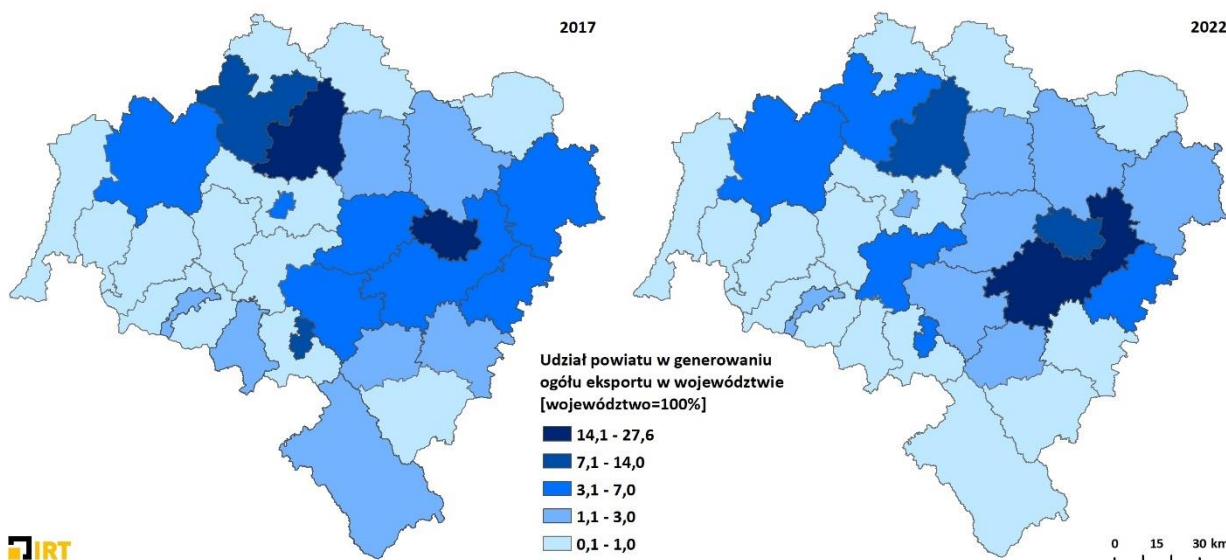 2017
2022
Udział powiatu w generowaniu
ogółu eksportu w województwie
[województwo=100%]
14,1 - 27,6
7,1 - 14,0
3,1 - 7,0
1,1 - 3,0
0,1 - 1,0
IRT
0 15 30 km